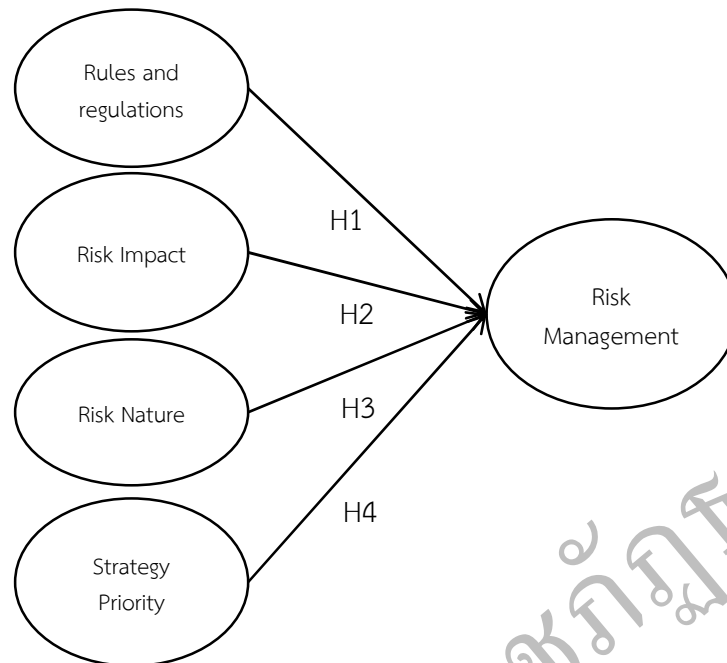 Rules and
regulations
H1
Risk Impact
Risk
Management
H2
Risk Nature
H3
H4
Strategy
Priority